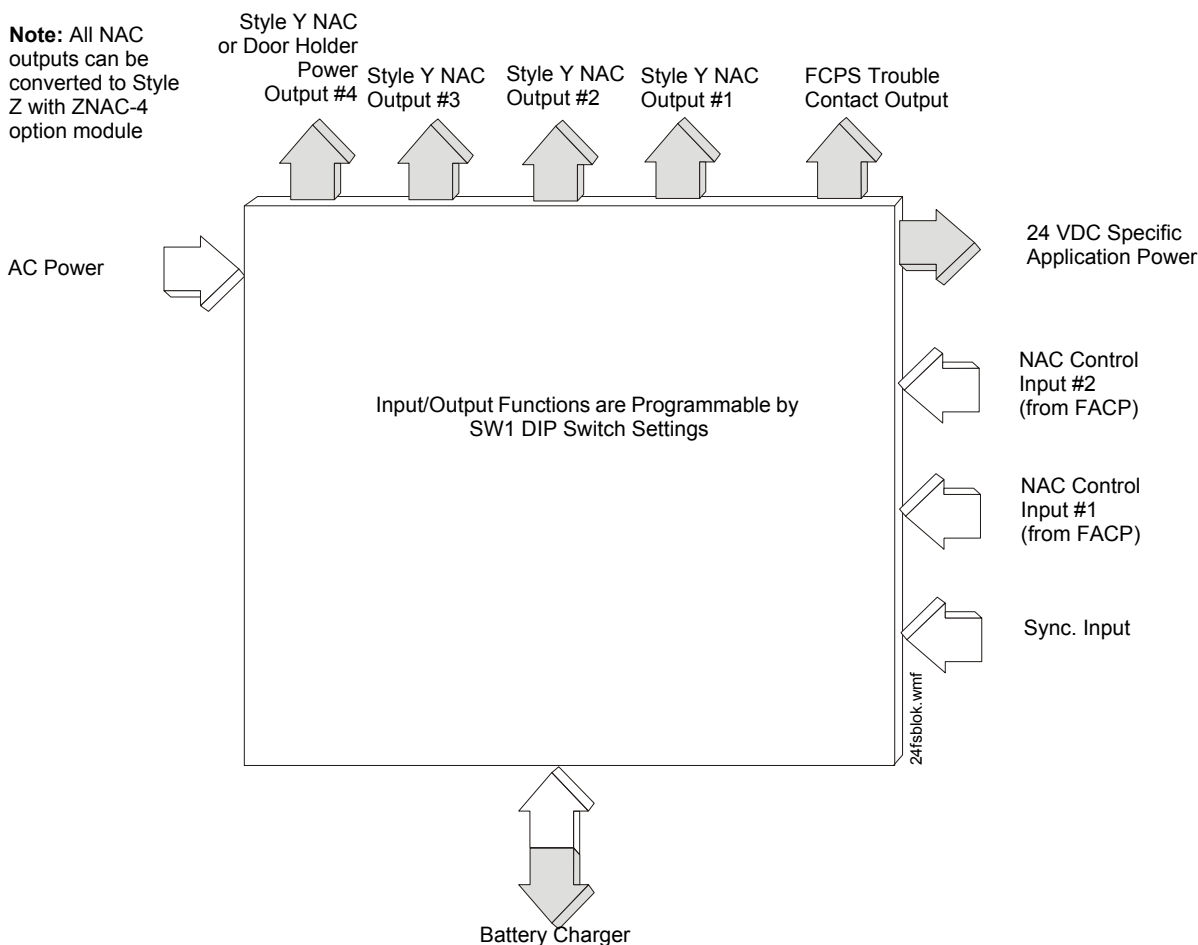 Note: All NAC
outputs can be
converted to Style
Z with ZNAC-4
option module
Style Y NAC
or Door Holder
Power
Output #4
Style Y NAC
Output #3
Style Y NAC
Output #2
Style Y NAC
Output #1
FCPS Trouble
Contact Output
AC Power
24 VDC Specific
Application Power
NAC Control
Input #2
(from FACP)
Input/Output Functions are Programmable by
SW1 DIP Switch Settings
NAC Control
Input #1
(from FACP)
Sync. Input
24fsblok.wmf
Battery Charger